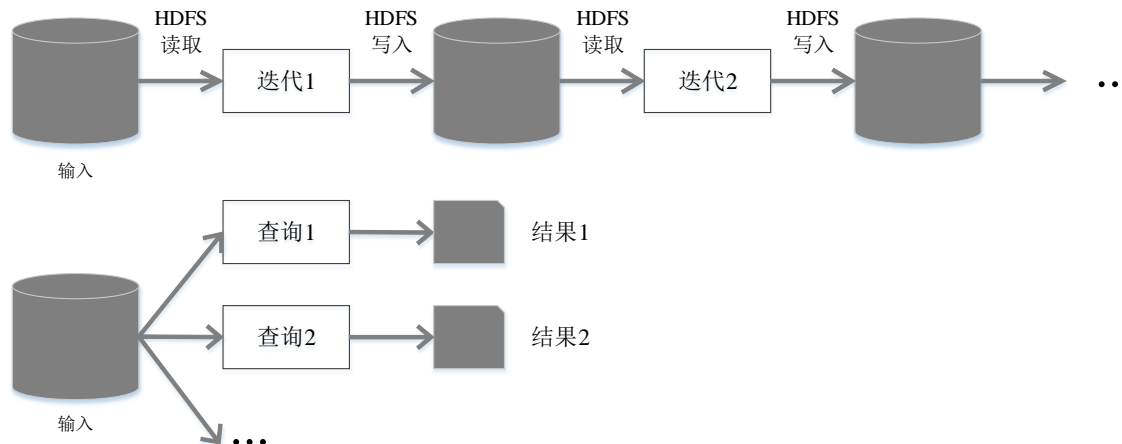 HDFS
读取
HDFS
写入
HDFS
读取
HDFS
写入
迭代1
迭代2
..
输入
查询1
结果1
查询2
结果2
输入
...